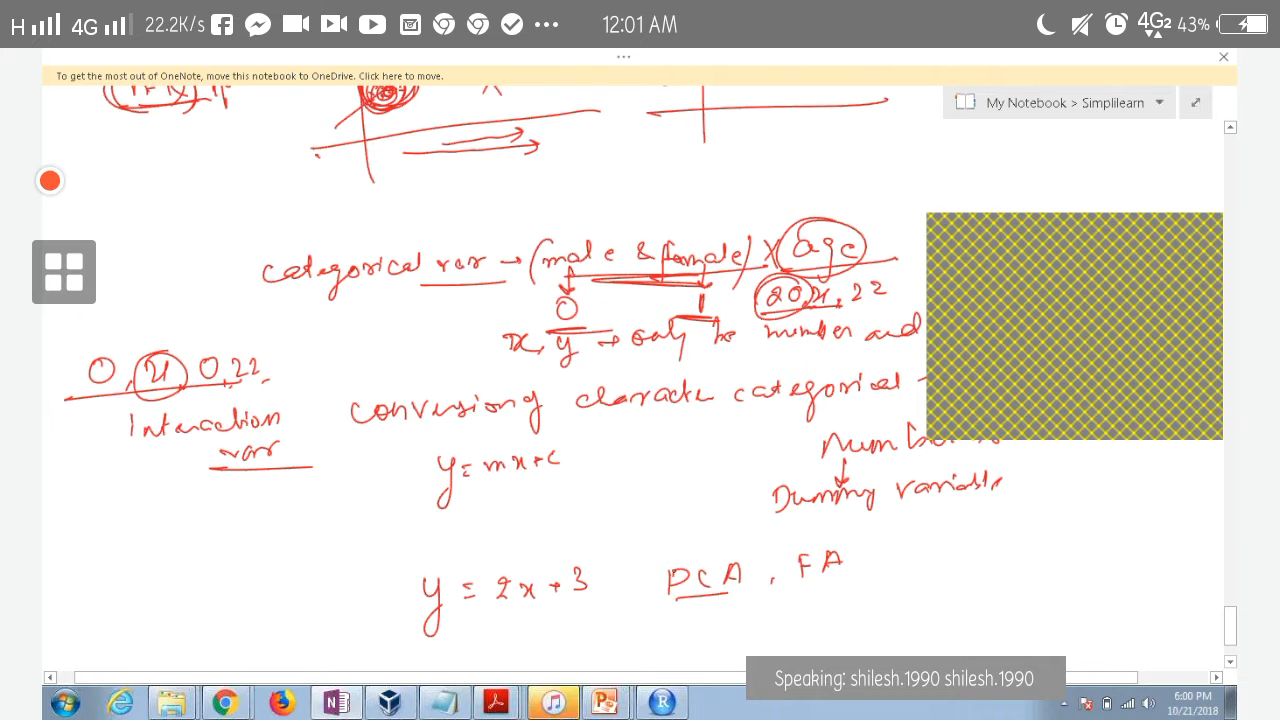 H 4G 22.2K/s 12:01 AM 4G2 43%
To get the most out of OneNote, move this notebook to OneDrive. Click here to move.
My Notebook > Simplilearn
categorical var → (male & female) X age
0 1 20, 21, 22
x, y → only be number and
0, 21, 0, 22,
conversion of character categorical
Interaction
var
y = mx + c
Number
Dummy variable
y = 2x + 3 PCA, FA
Speaking: shilesh.1990 shilesh.1990
6:00 PM
10/21/2018